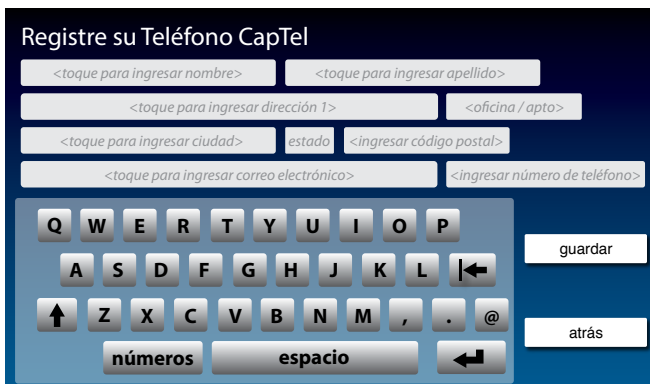 Registre su Teléfono CapTel
<toque para ingresar nombre> <toque para ingresar apellido>
<toque para ingresar dirección 1> <oficina / apto>
<toque para ingresar ciudad> estado <ingresar código postal>
<toque para ingresar correo electrónico> <ingresar número de teléfono>
Q W E R T Y U I O P
guardar
A S D F G H J K L
Z X C V B N M , . @
atrás
números espacio